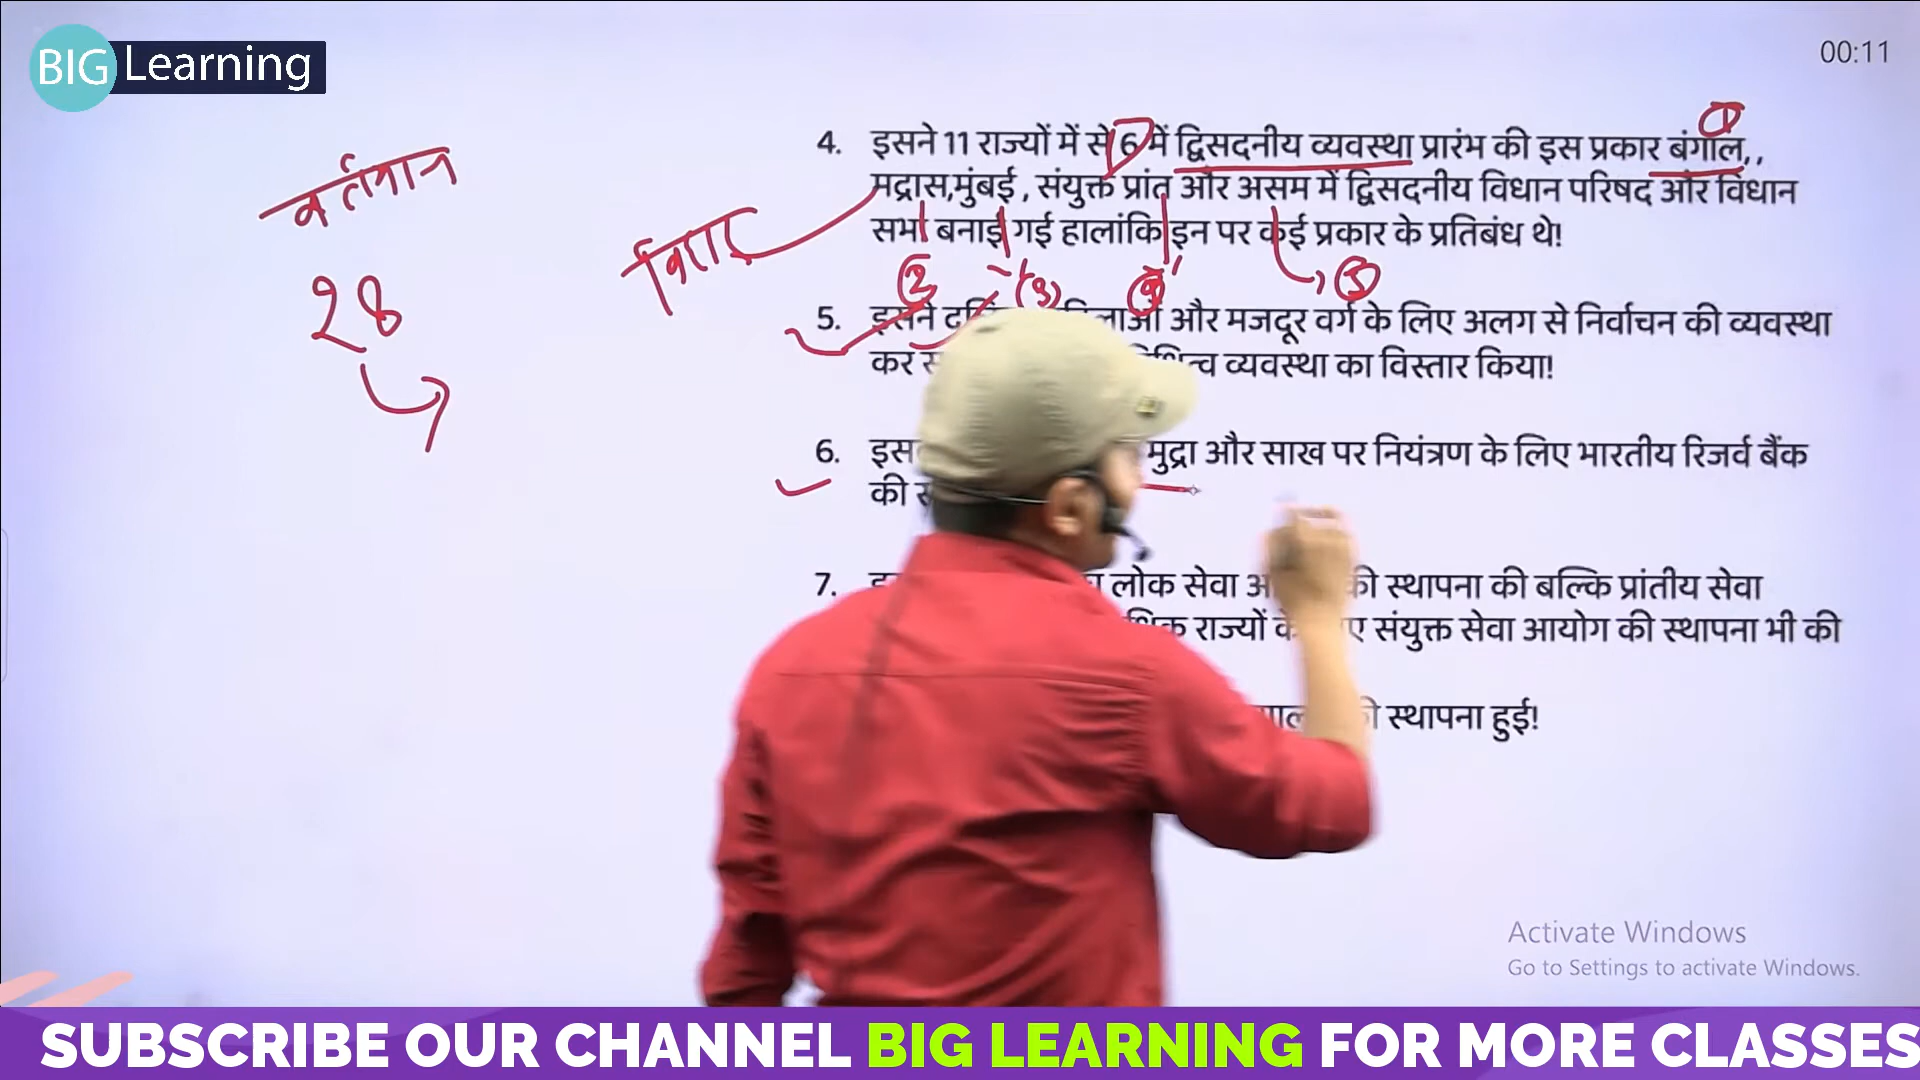 BIG Learning
00:11
4. इसने 11 राज्यों में से 6 में द्विसदनीय व्यवस्था प्रारंभ की इस प्रकार बंगाल,,
मद्रास,मुंबई , संयुक्त प्रांत और असम में द्विसदनीय विधान परिषद और विधान
सभा बनाई गई हालांकि इन पर कई प्रकार के प्रतिबंध थे!
वर्तमान
28
5. इसने और मजदूर वर्ग के लिए अलग से निर्वाचन की व्यवस्था
कर व्यवस्था का विस्तार किया!
6. मुद्रा और साख पर नियंत्रण के लिए भारतीय रिजर्व बैंक
की
7. लोक सेवा की स्थापना की बल्कि प्रांतीय सेवा
राज्यों संयुक्त सेवा आयोग की स्थापना भी की
स्थापना हुई!
Activate Windows
Go to Settings to activate Windows.
SUBSCRIBE OUR CHANNEL BIG LEARNING FOR MORE CLASSES